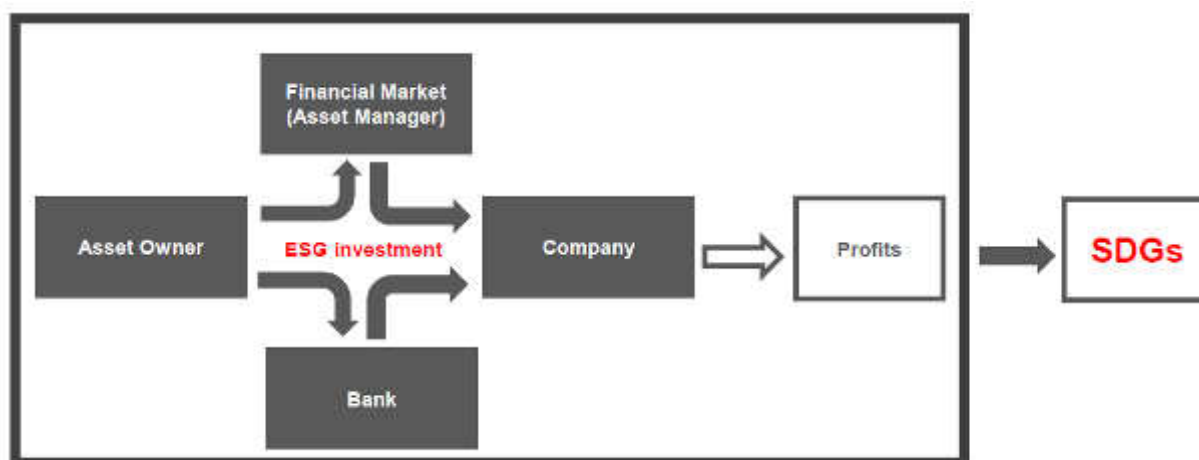 Financial Market
(Asset Manager)
Asset Owner
ESG investment
Company
Profits
SDGs
Bank